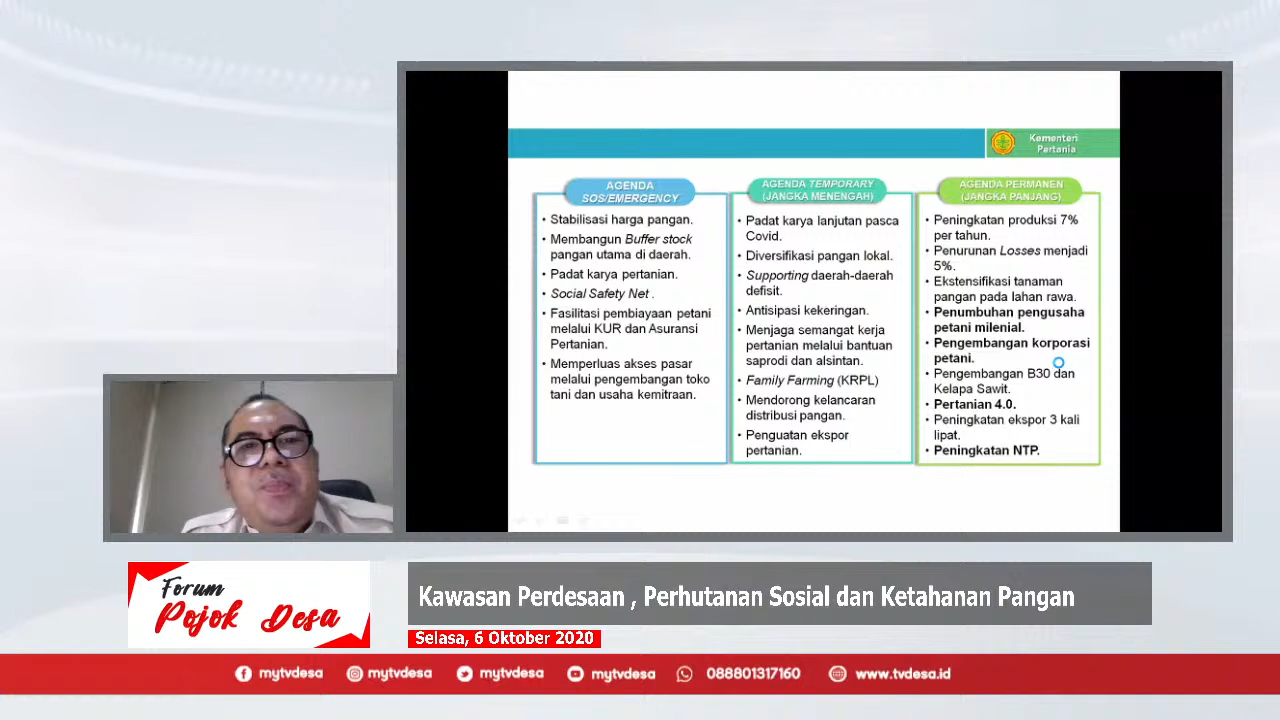 Kementeri
Pertania
AGENDA
SOS/EMERGENCY
• Stabilisasi harga pangan.
• Membangun Buffer stock
pangan utama di daerah.
• Padat karya pertanian.
• Social Safety Net .
• Fasilitasi pembiayaan petani
melalui KUR dan Asuransi
Pertanian.
• Memperluas akses pasar
melalui pengembangan toko
tani dan usaha kemitraan.
AGENDA TEMPORARY
(JANGKA MENENGAH)
• Padat karya lanjutan pasca
Covid.
• Diversifikasi pangan lokal.
• Supporting daerah-daerah
defisit.
• Antisipasi kekeringan.
• Menjaga semangat kerja
pertanian melalui bantuan
saprodi dan alsintan.
• Family Farming (KRPL)
• Mendorong kelancaran
distribusi pangan.
• Penguatan ekspor
pertanian.
AGENDA PERMANEN
(JANGKA PANJANG)
• Peningkatan produksi 7%
per tahun.
• Penurunan Losses menjadi
5%.
• Ekstensifikasi tanaman
pangan pada lahan rawa.
• Penumbuhan pengusaha
petani milenial.
• Pengembangan korporasi
petani.
• Pengembangan B30 dan
Kelapa Sawit.
• Pertanian 4.0.
• Peningkatan ekspor 3 kali
lipat.
• Peningkatan NTP.
Forum
Pojok Desa
Kawasan Perdesaan , Perhutanan Sosial dan Ketahanan Pangan
Selasa, 6 Oktober 2020
mytvdesa mytvdesa mytvdesa mytvdesa 088801317160 www.tvdesa.id